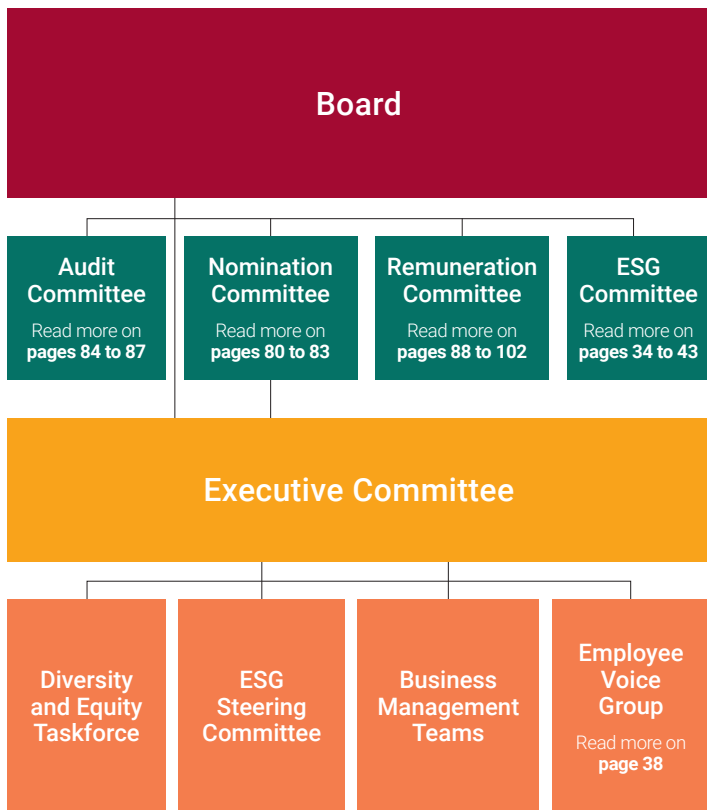 Board
Audit
Committee
Read more on
pages 84 to 87
Nomination
Committee
Read more on
pages 80 to 83
Remuneration
Committee
Read more on
pages 88 to 102
ESG
Committee
Read more on
pages 34 to 43
Executive Committee
Diversity
and Equity
Taskforce
ESG
Steering
Committee
Business
Management
Teams
Employee
Voice
Group
Read more on
page 38